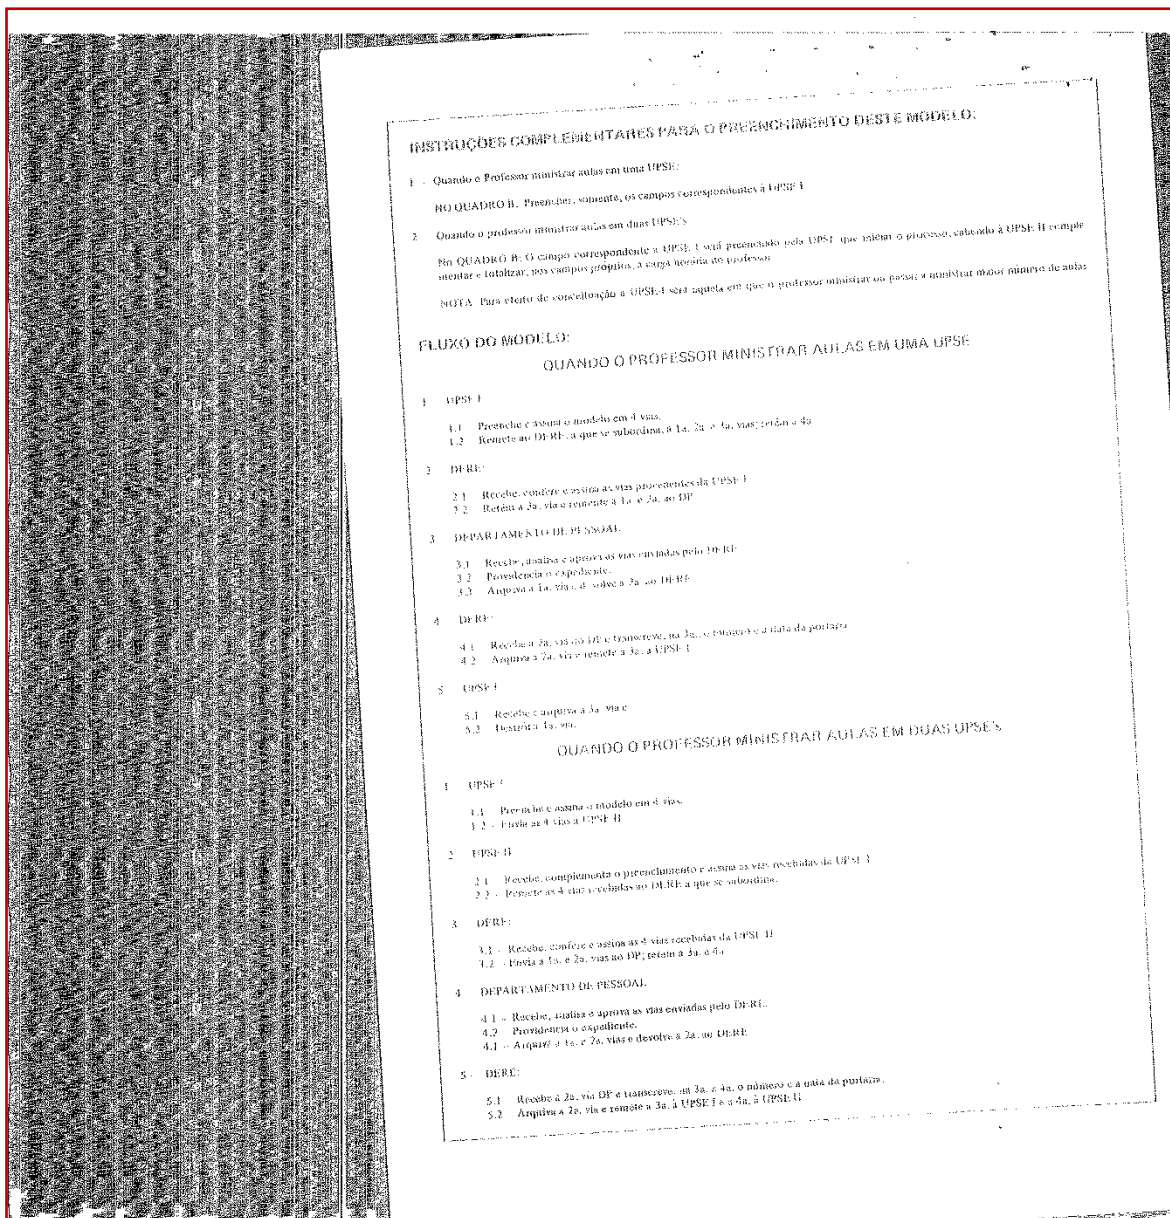 INSTRUÇÕES COMPLEMENTARES PARA O PREENCHIMENTO DESTE MODELO:
1 - Quando o Professor ministrar aulas em uma UPSE:
NO QUADRO B: Preencher, somente, os campos correspondentes à UPSE I
2 Quando o professor ministrar aulas em duas UPSE's
No QUADRO B: O campo correspondente a UPSE I será preenchido pela UPSE que iniciar o processo, cabendo à UPSE II comple
mentar e totalizar, nos campos próprios, a carga horária do professor
NOTA Para efeito de conceituação a UPSE-I será aquela em que o professor ministrar ou passar a ministrar maior número de aulas
FLUXO DO MODELO:
QUANDO O PROFESSOR MINISTRAR AULAS EM UMA UPSE
1 UPSE I
1.1 Preenche e assina o modelo em 4 vias.
1.2 Remete ao DERE, a que se subordina, a 1a, 2a. e 3a. vias; retém a 4a
2 DERE:
2.1 Recebe, confere e assina as vias procedentes da UPSE I
2.2 Retém a 3a. via e remete a 1a. e 2a. ao DP
3 DEPARTAMENTO DE PESSOAL
3.1 Recebe, analisa e aprova as vias enviadas pelo DERE
3.2 Providencia o expediente.
3.3 Arquiva a 1a. via e devolve a 2a. ao DERE
4 DERE:
4.1 Recebe a 2a. via do DP e transcreve, na 3a., o número e a data da portaria
4.2 Arquiva a 2a. via e remete a 3a. a UPSE I
5 UPSE I
5.1 Recebe e arquiva a 3a. via e
5.2 Destrói a 4a. via.
QUANDO O PROFESSOR MINISTRAR AULAS EM DUAS UPSE's
1 UPSE I
1.1 Preenche e assina o modelo em 4 vias.
1.2 - Envia as 4 vias a UPSE II
2 UPSE II
2.1 Recebe, complementa o preenchimento e assina as vias recebidas da UPSE I
2.2 - Remete as 4 vias recebidas ao DERE a que se subordina.
3 DERE:
3.1 - Recebe, confere e assina as 4 vias recebidas da UPSE II
3.2 - Envia a 1a. e 2a. vias ao DP; retém a 3a. e 4a
4 DEPARTAMENTO DE PESSOAL
4.1 - Recebe, analisa e aprova as vias enviadas pelo DERE.
4.2 Providencia o expediente.
4.1 - Arquiva a 1a. e 2a. vias e devolve a 2a. ao DERE
5 - DERE:
5.1 Recebe a 2a. via DP e transcreve, na 3a. e 4a. o número e a data da portaria.
5.2 Arquiva a 2a. via e remete a 3a. à UPSE I e a 4a. à UPSE II